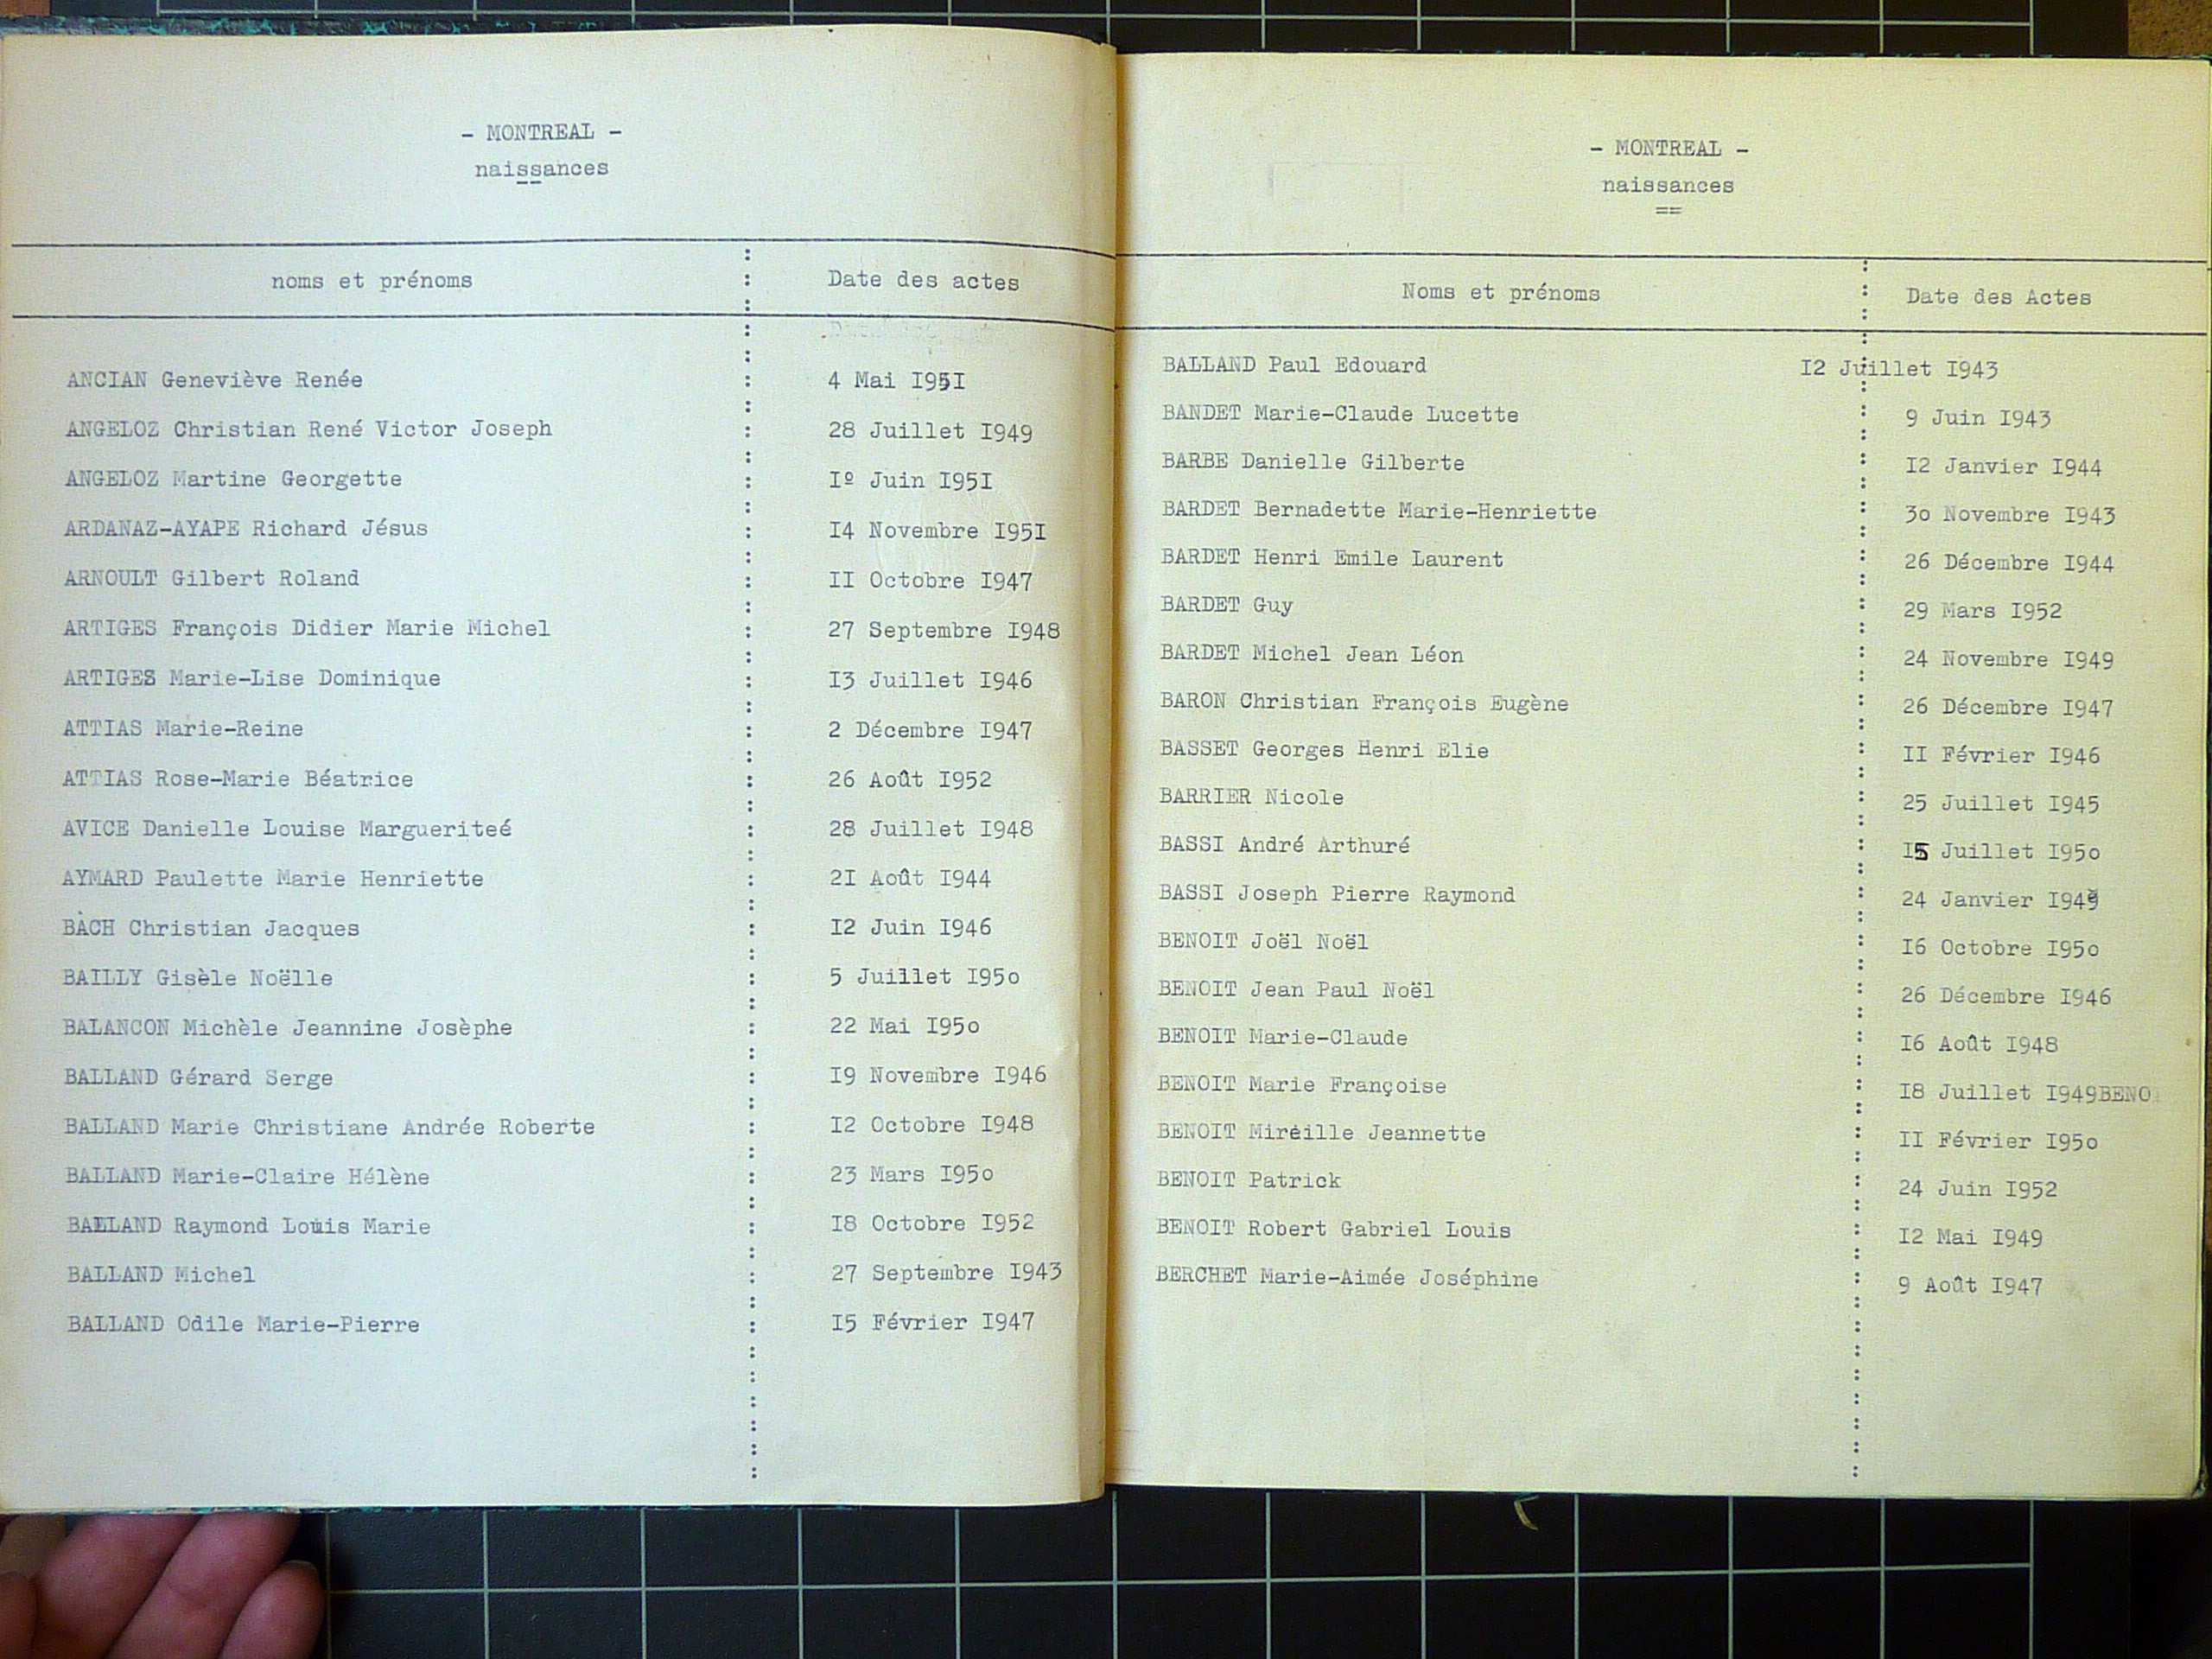 - MONTREAL -
naissances
noms et prénoms : Date des actes
ANCIAN Geneviève Renée : 4 Mai I951
ANGELOZ Christian René Victor Joseph : 28 Juillet I949
ANGELOZ Martine Georgette : Iº Juin I95I
ARDANAZ-AYAPE Richard Jésus : I4 Novembre I95I
ARNOULT Gilbert Roland : II Octobre I947
ARTIGES François Didier Marie Michel : 27 Septembre I948
ARTIGES Marie-Lise Dominique : I3 Juillet I946
ATTIAS Marie-Reine : 2 Décembre I947
ATTIAS Rose-Marie Béatrice : 26 Août I952
AVICE Danielle Louise Margueriteé : 28 Juillet I948
AYMARD Paulette Marie Henriette : 2I Août I944
BACH Christian Jacques : I2 Juin I946
BAILLY Gisèle Noëlle : 5 Juillet I95o
BALANCON Michèle Jeannine Josèphe : 22 Mai I95o
BALLAND Gérard Serge : I9 Novembre I946
BALLAND Marie Christiane Andrée Roberte : I2 Octobre I948
BALLAND Marie-Claire Hélène : 23 Mars I95o
BALLAND Raymond Louis Marie : I8 Octobre I952
BALLAND Michel : 27 Septembre I943
BALLAND Odile Marie-Pierre : I5 Février I947
- MONTREAL -
naissances
==
Noms et prénoms : Date des Actes
BALLAND Paul Edouard I2 Juillet I943
BANDET Marie-Claude Lucette : 9 Juin I943
BARBE Danielle Gilberte : I2 Janvier I944
BARDET Bernadette Marie-Henriette : 3o Novembre I943
BARDET Henri Emile Laurent : 26 Décembre I944
BARDET Guy : 29 Mars I952
BARDET Michel Jean Léon : 24 Novembre I949
BARON Christian François Eugène : 26 Décembre I947
BASSET Georges Henri Elie : II Février I946
BARRIER Nicole : 25 Juillet I945
BASSI André Arthuré : I5 Juillet I95o
BASSI Joseph Pierre Raymond : 24 Janvier I949
BENOIT Joël Noël : I6 Octobre I95o
BENOIT Jean Paul Noël : 26 Décembre I946
BENOIT Marie-Claude : I6 Août I948
BENOIT Marie Françoise : I8 Juillet I949BENO
BENOIT Mireille Jeannette : II Février I95o
BENOIT Patrick : 24 Juin I952
BENOIT Robert Gabriel Louis : I2 Mai I949
BERCHET Marie-Aimée Joséphine : 9 Août I947